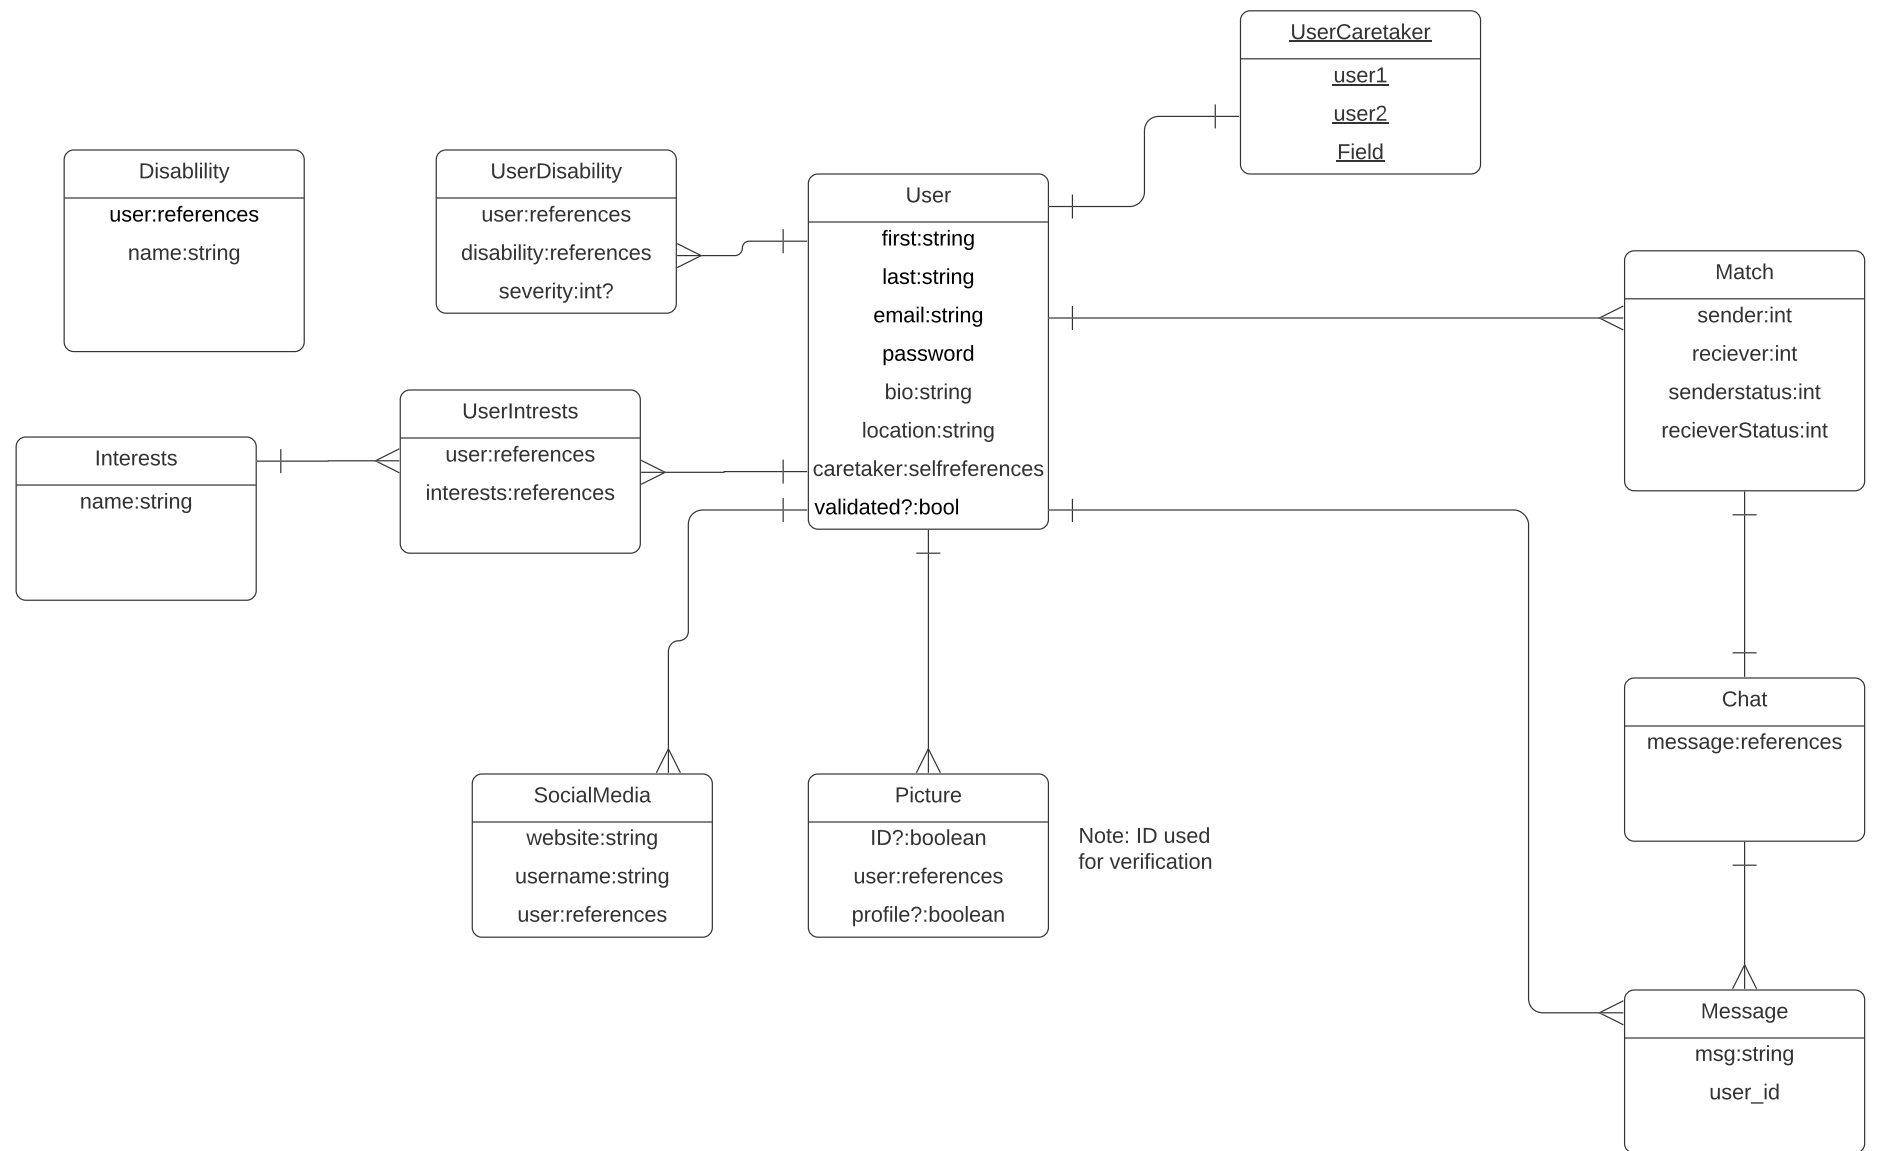 UserCaretaker
user1
user2
Field
Disablility
user:references
name:string
UserDisability
user:references
disability:references
severity:int?
User
first:string
last:string
email:string
password
bio:string
location:string
caretaker:selfreferences
validated?:bool
Match
sender:int
reciever:int
senderstatus:int
recieverStatus:int
Interests
name:string
UserIntrests
user:references
interests:references
SocialMedia
website:string
username:string
user:references
Picture
ID?:boolean
user:references
profile?:boolean
Note: ID used
for verification
Chat
message:references
Message
msg:string
user_id